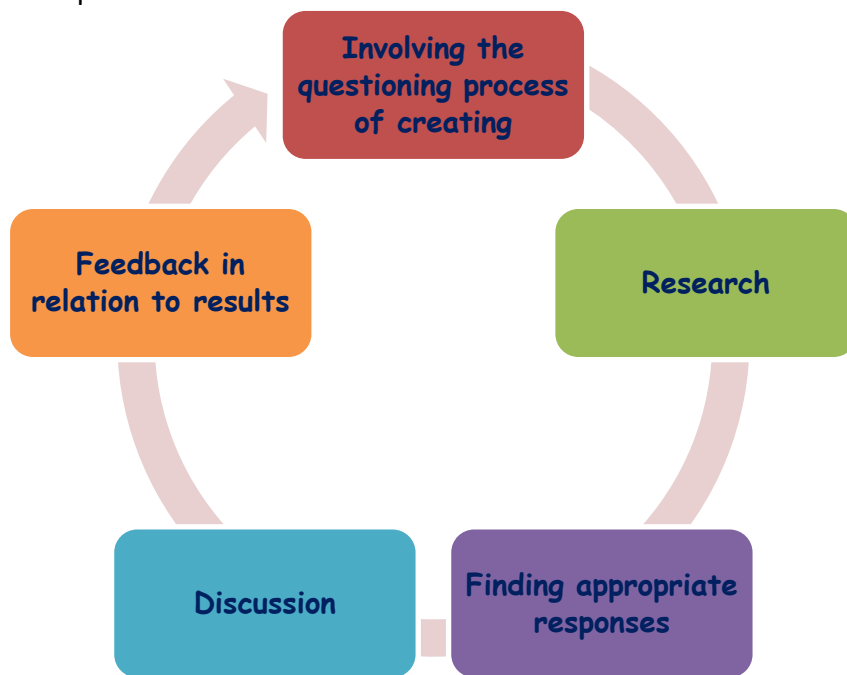 Involving the
questioning process
of creating
Research
Finding appropriate
responses
Discussion
Feedback in
relation to results